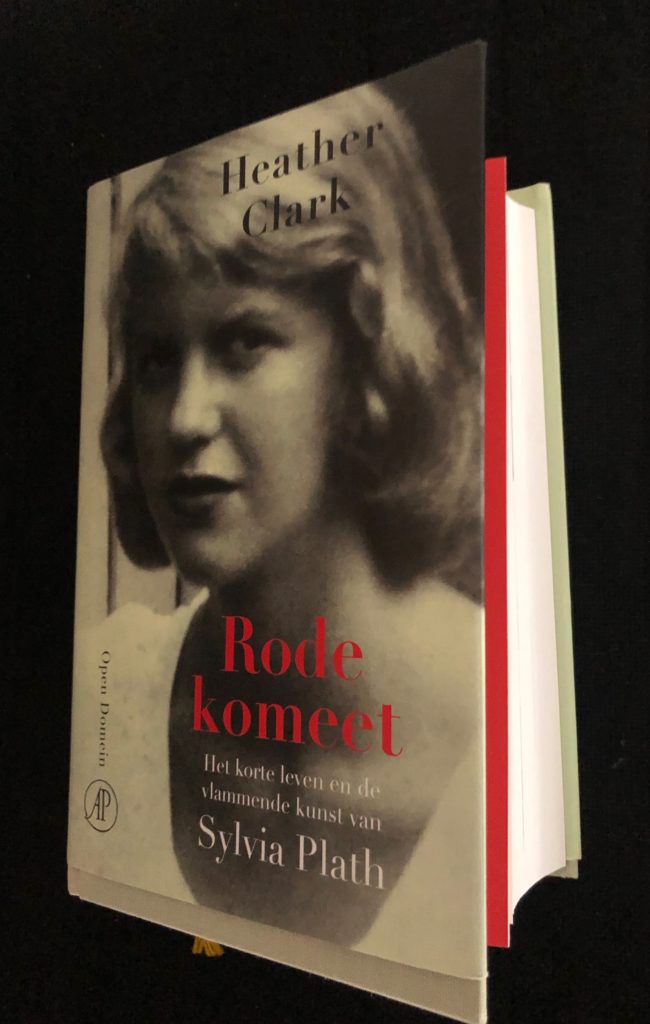 Heather
Clark
Rode
komeet
Het korte leven en de
vlammende kunst van
Sylvia Plath
Open Domein
AP